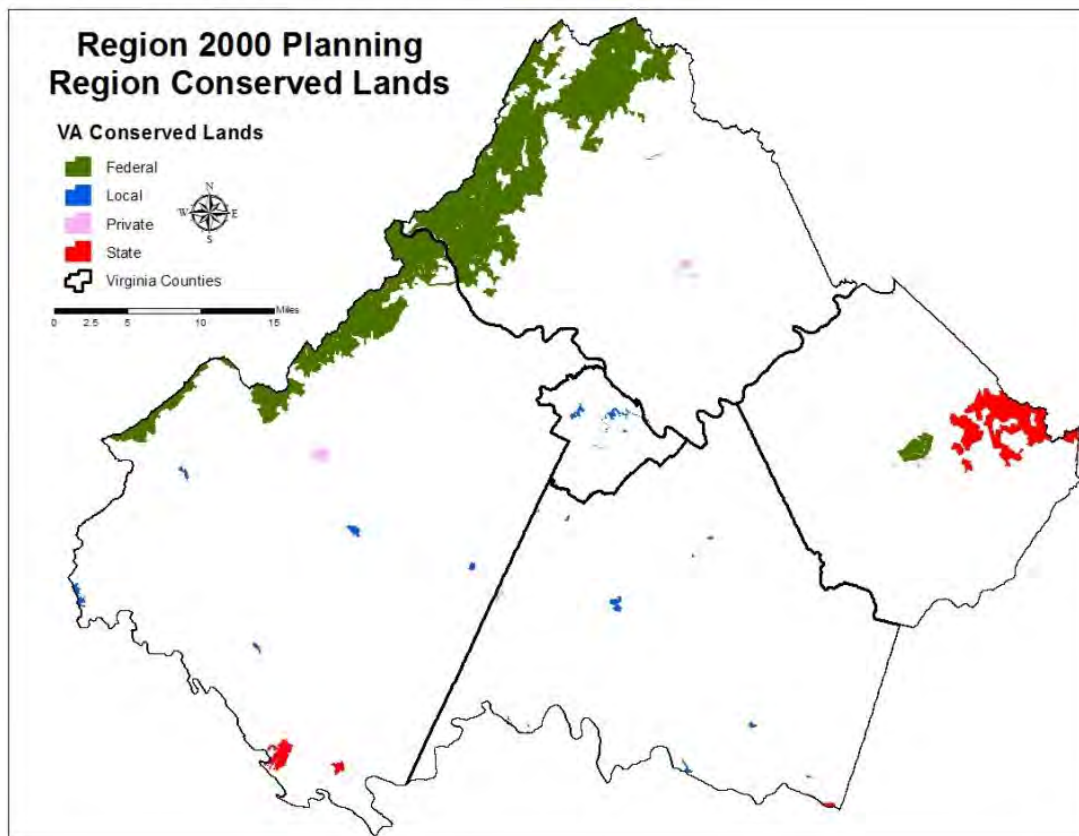 Region 2000 Planning
Region Conserved Lands
VA Conserved Lands
Federal
Local
Private
State
Virginia Counties
N
W E
S
Miles
0 2.5 5 10 15